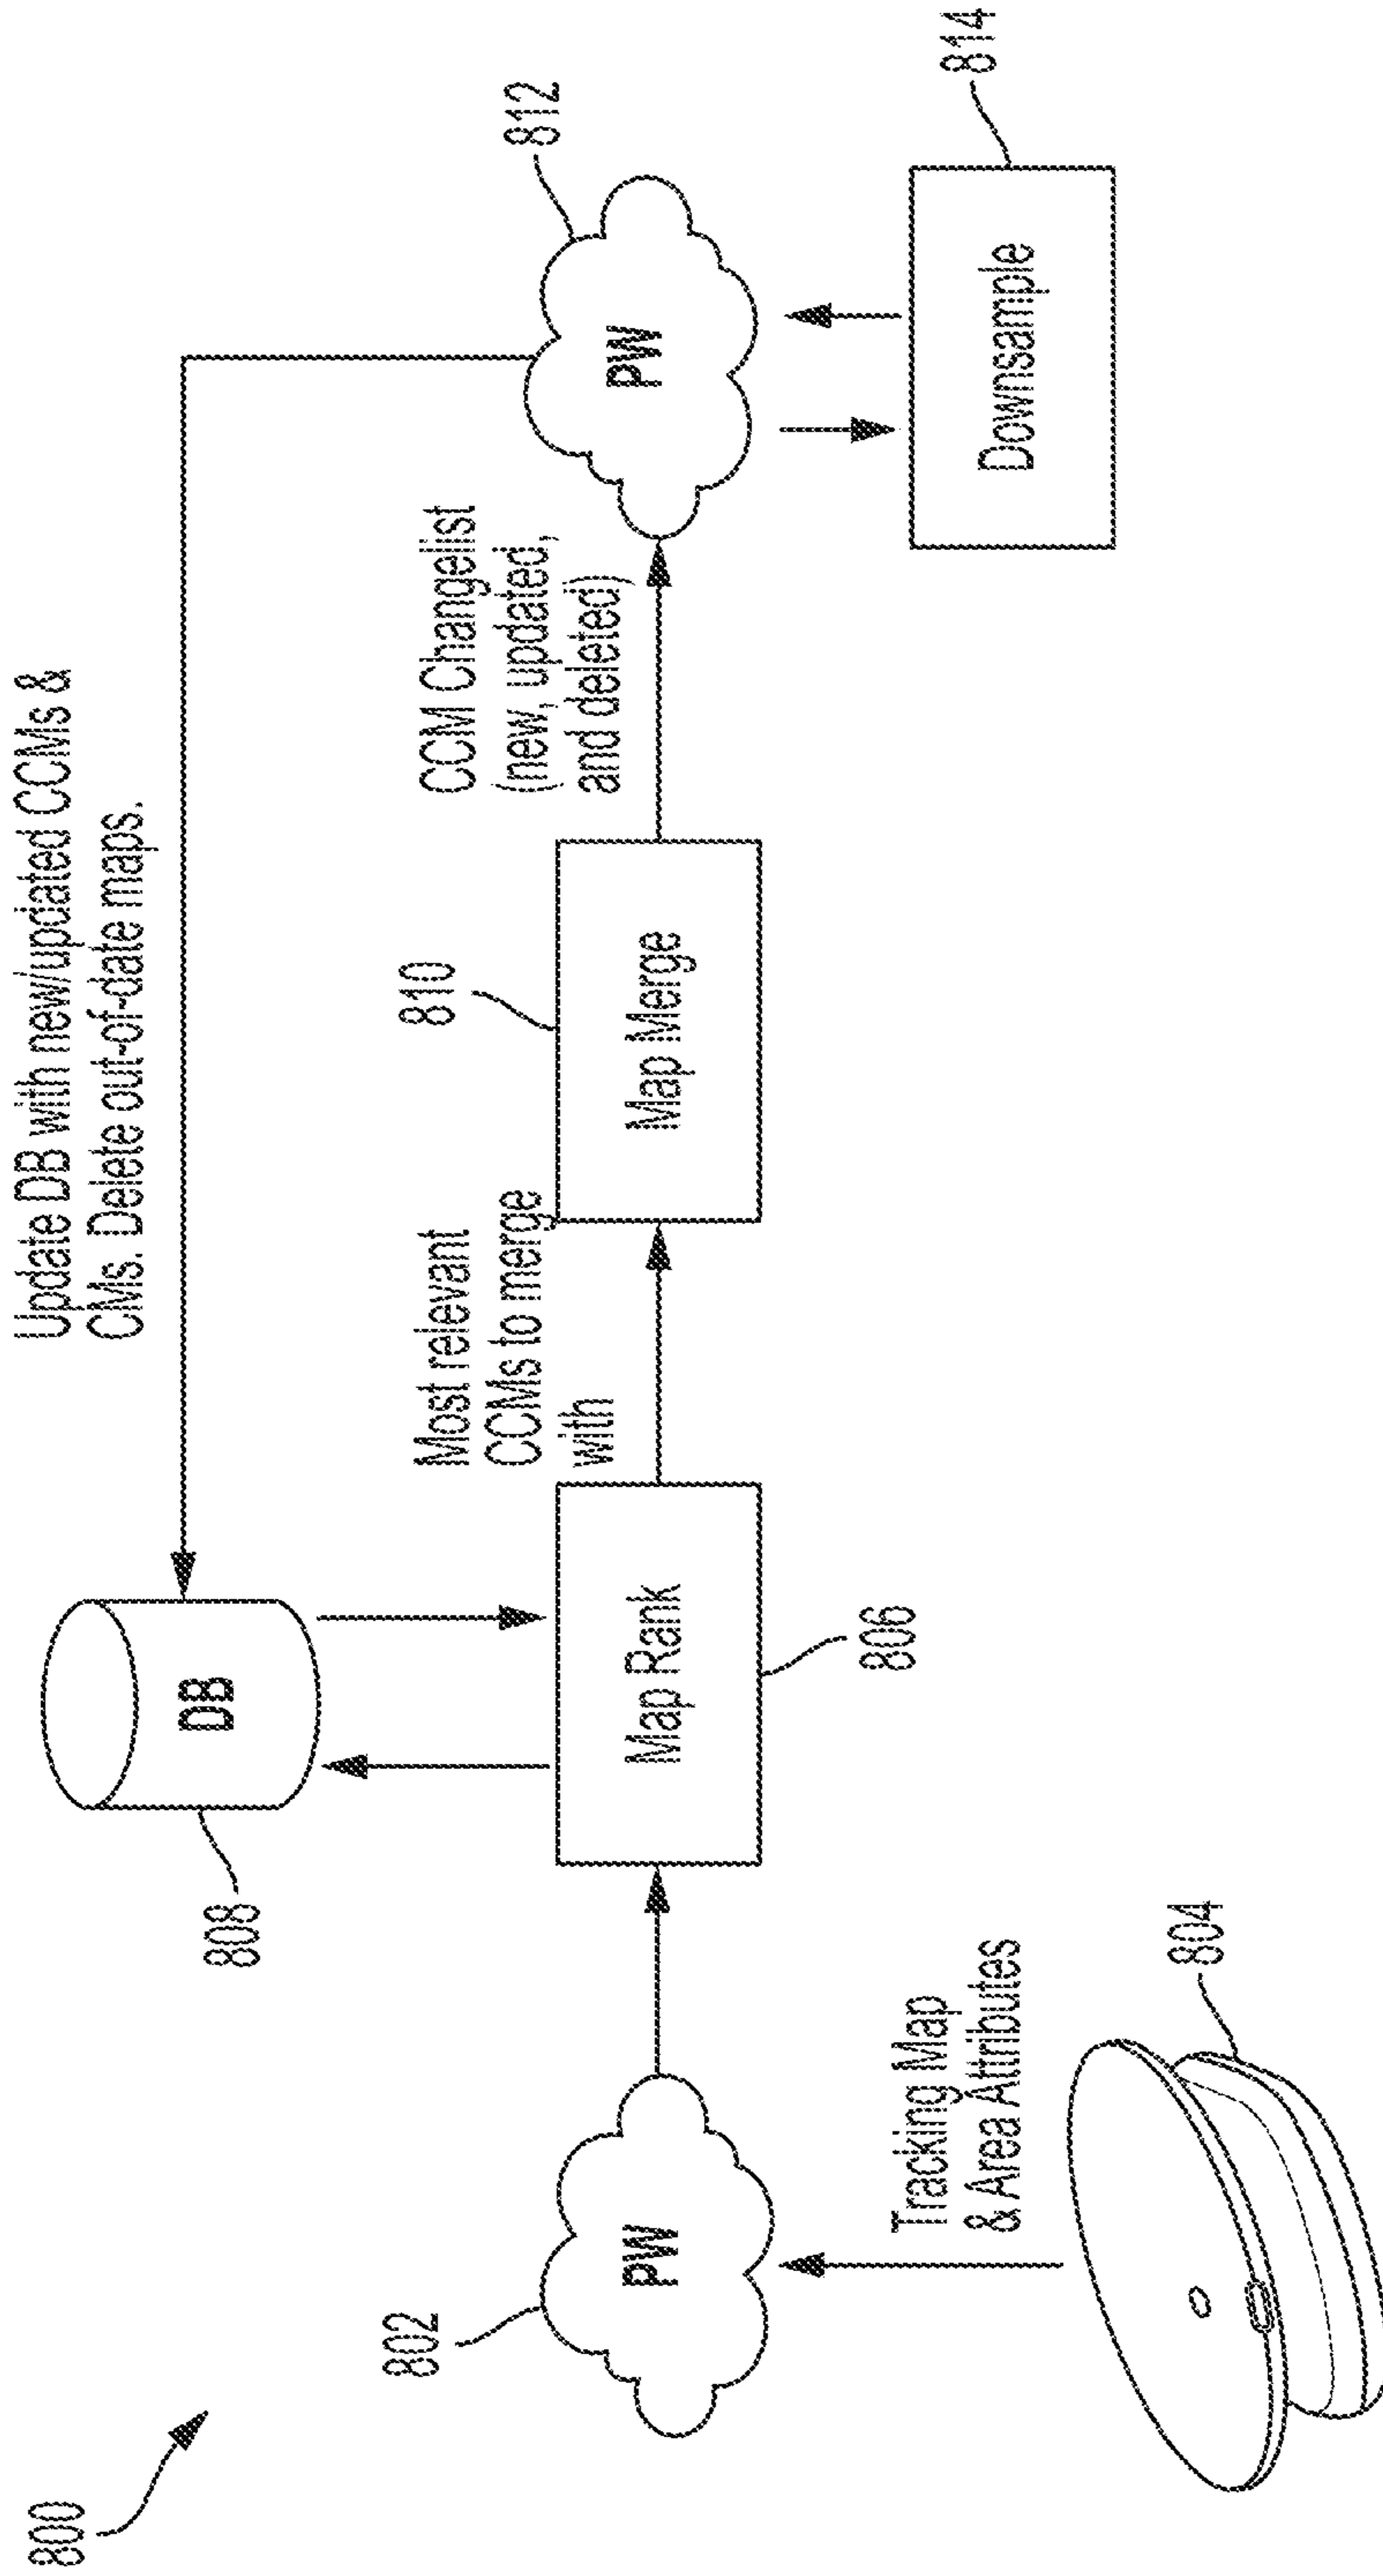 800
Update DB with new/updated CCMs &
CMs. Delete out-of-date maps.
DB
808
802
PW
Tracking Map
& Area Attributes
804
Map Rank
806
Most relevant
CCMs to merge
with
810
Map Merge
CCM Changelist
(new, updated,
and deleted)
812
PW
Downsample
814